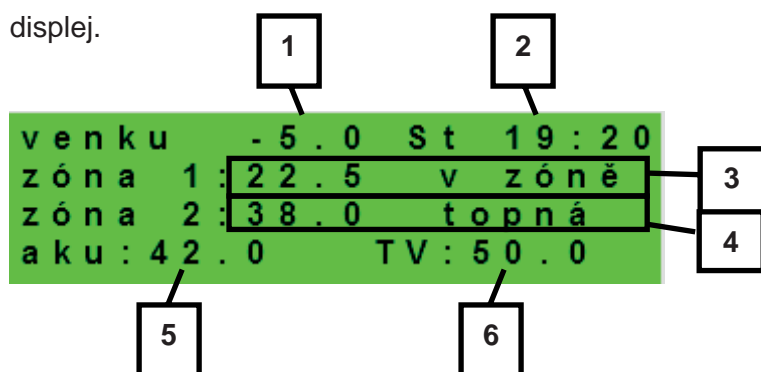 displej.
1 2
venku -5.0 St 19:20
zóna 1:22.5 v zóně
3
zóna 2:38.0 topná
4
aku:42.0 TV:50.0
5 6